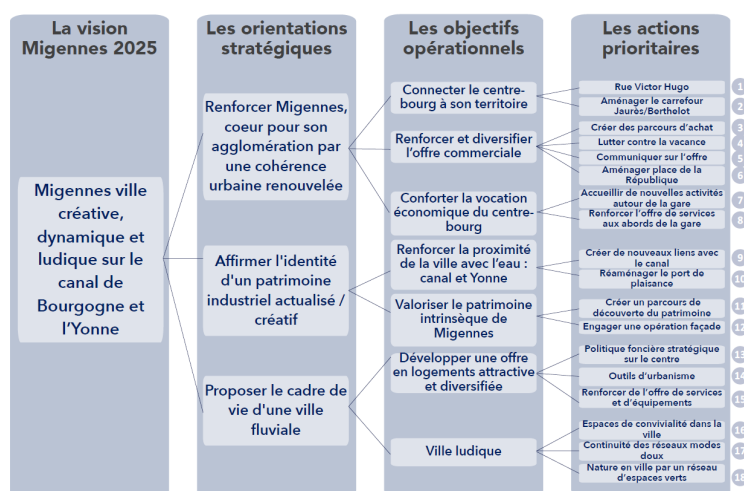 La vision
Migennes 2025
Migennes ville
créative,
dynamique et
ludique sur le
canal de
Bourgogne et
l'Yonne
Les orientations
stratégiques
Renforcer Migennes,
coeur pour son
agglomération par
une cohérence
urbaine renouvelée
Affirmer l'identité
d'un patrimoine
industriel actualisé /
créatif
Proposer le cadre de
vie d'une ville
fluviale
Les objectifs
opérationnels
Connecter le centre-
bourg à son territoire
Renforcer et diversifier
l'offre commerciale
Conforter la vocation
économique du centre-
bourg
Renforcer la proximité
de la ville avec l'eau :
canal et Yonne
Valoriser le patrimoine
intrinsèque de
Migennes
Développer une offre
en logements attractive
et diversifiée
Ville ludique
Les actions
prioritaires
Rue Victor Hugo 1
Aménager le carrefour 2
Jaurès/Berthelot
Créer des parcours d'achat 3
Lutter contre la vacance 4
Communiquer sur l'offre 5
Aménager place de la 6
République
Accueillir de nouvelles activités 7
autour de la gare
Renforcer l'offre de services 8
aux abords de la gare
Créer de nouveaux liens avec 9
le canal
Réaménager le port de 10
plaisance
Créer un parcours de 11
découverte du patrimoine
Engager une opération façade 12
Politique foncière stratégique 13
sur le centre
Outils d'urbanisme 14
Renforcer de l'offre de services 15
et d'équipements
Espaces de convivialité dans la 16
ville
Continuité des réseaux modes 17
doux
Nature en ville par un réseau 18
d'espaces verts